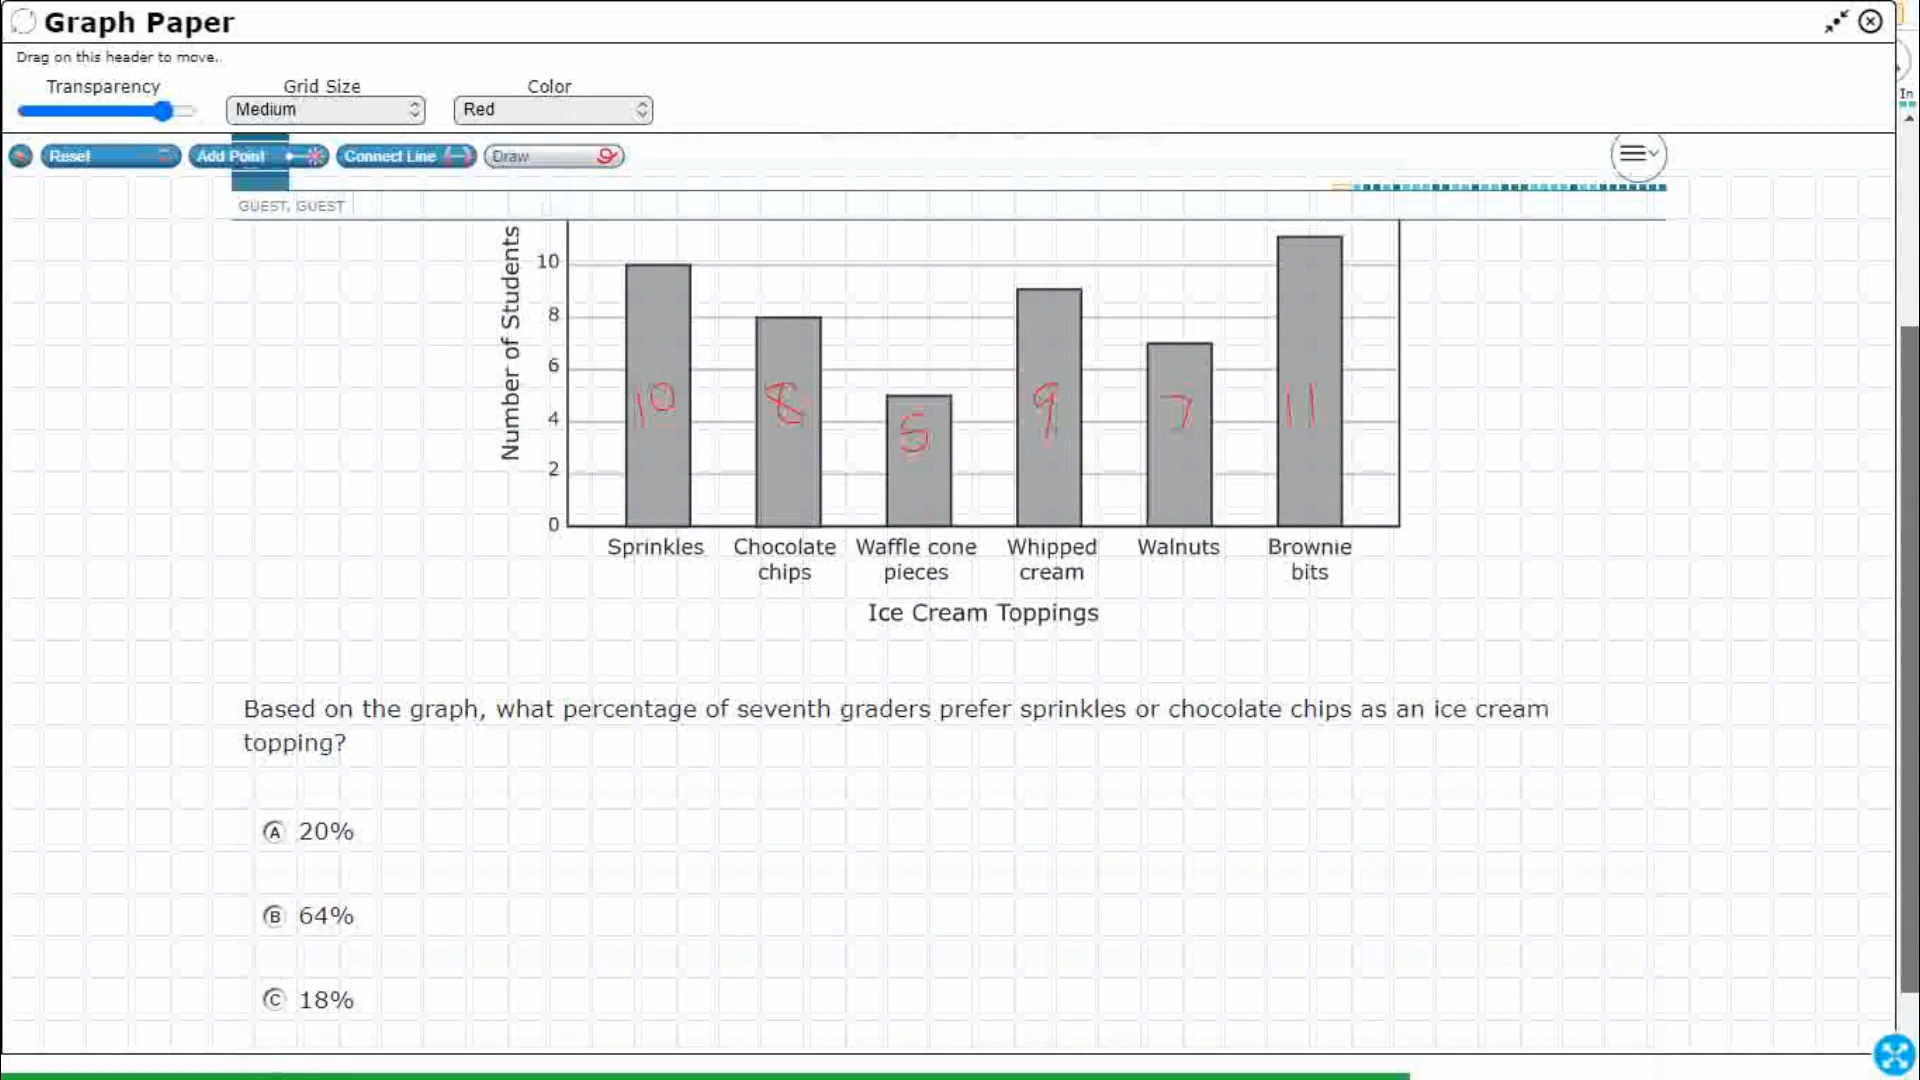 Graph Paper
Drag on this header to move..
Transparency
Grid Size
Color
Medium
Red
In
Reset
Add Point
Connect Line
Draw
GUEST, GUEST
Number of Students
10
8
6
4
2
0
10
8
5
9
7
11
Sprinkles
Chocolate chips
Waffle cone pieces
Whipped cream
Walnuts
Brownie bits
Ice Cream Toppings
Based on the graph, what percentage of seventh graders prefer sprinkles or chocolate chips as an ice cream
topping?
A 20%
B 64%
C 18%